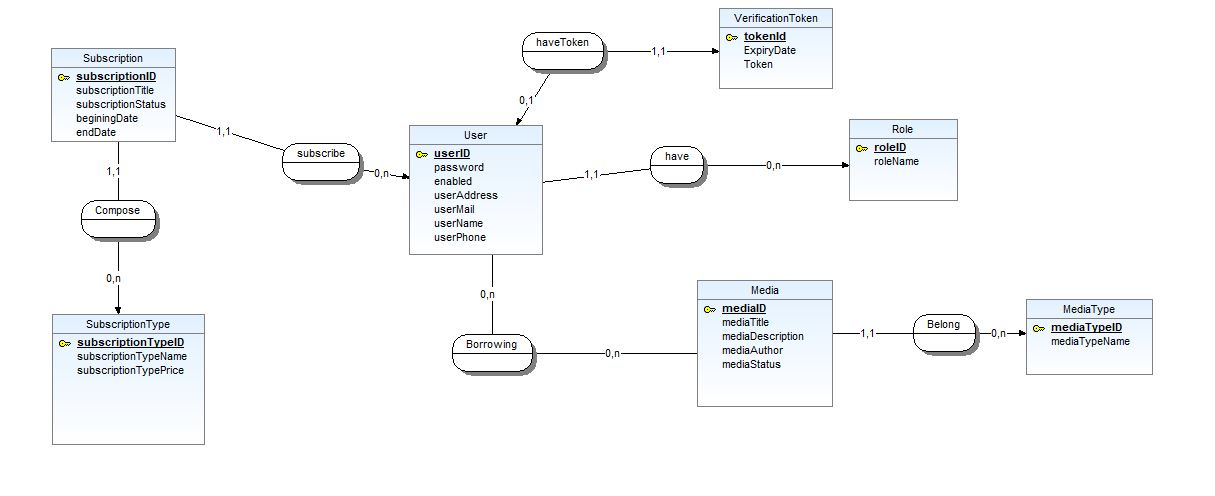 VerificationToken
tokenId
ExpiryDate
Token
haveToken
1,1
0,1
Subscription
subscriptionID
subscriptionTitle
subscriptionStatus
beginingDate
endDate
1,1
subscribe
0,n
User
userID
password
enabled
userAddress
userMail
userName
userPhone
1,1
have
0,n
Role
roleID
roleName
1,1
Compose
0,n
SubscriptionType
subscriptionTypeID
subscriptionTypeName
subscriptionTypePrice
0,n
Borrowing
0,n
Media
mediaID
mediaTitle
mediaDescription
mediaAuthor
mediaStatus
1,1
Belong
0,n
MediaType
mediaTypeID
mediaTypeName